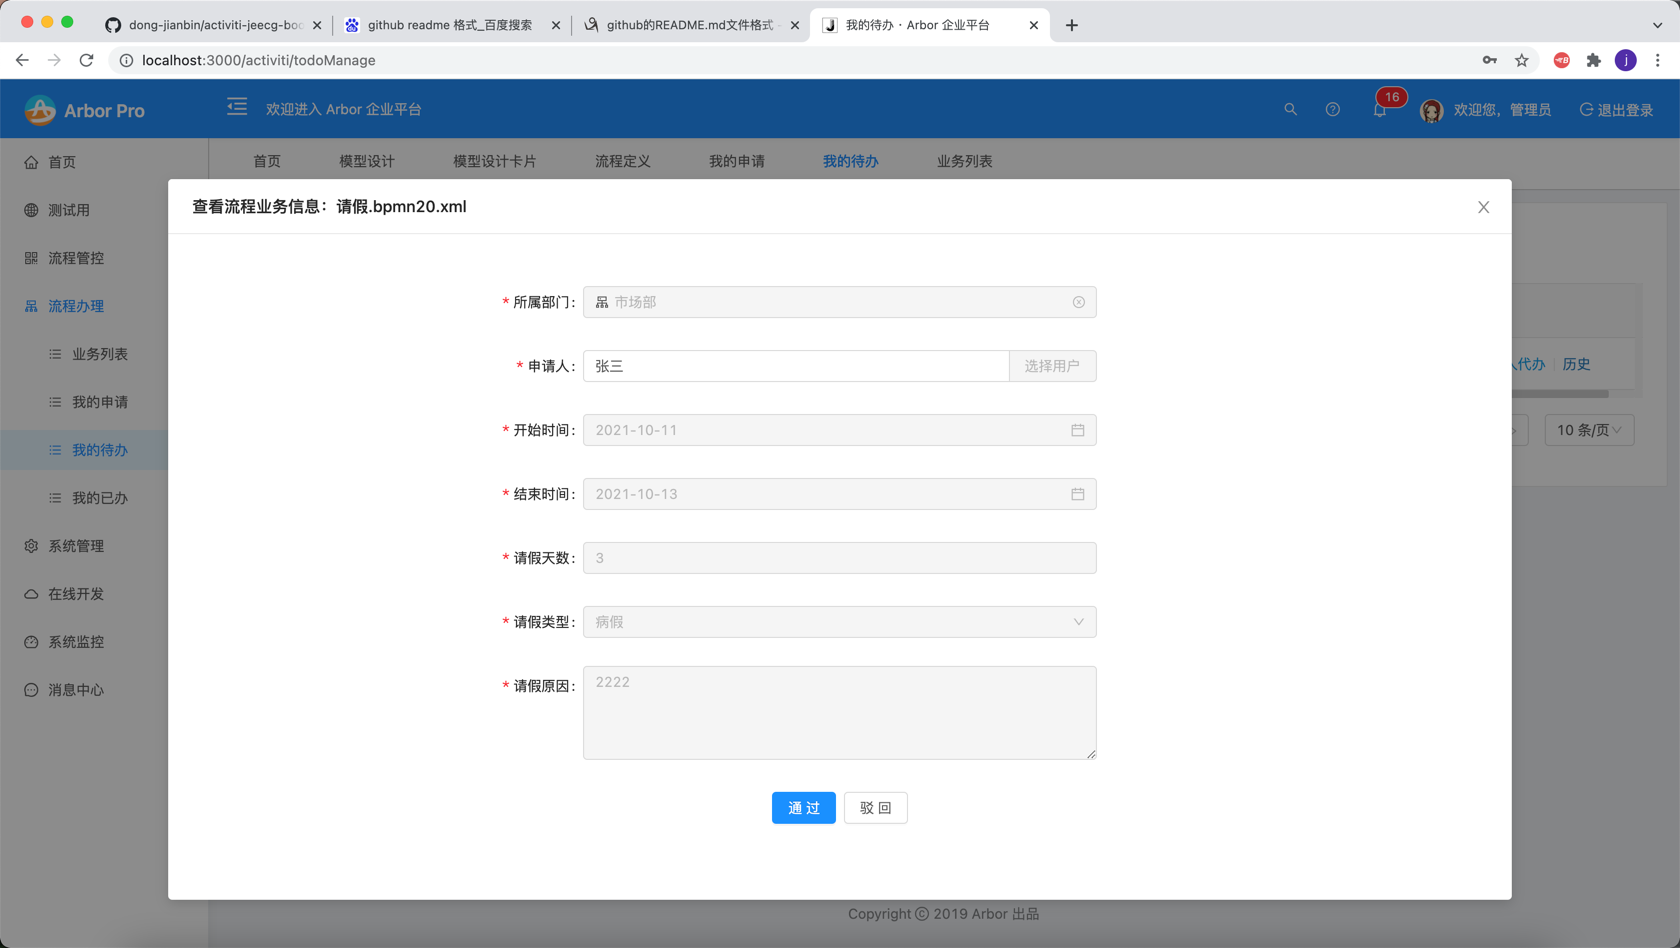 dong-jianbin/activiti-jeecg-boo
github readme 格式_百度搜索
github的README.md文件格式 -
我的待办 · Arbor 企业平台
localhost:3000/activiti/todoManage
j
Arbor Pro
欢迎进入 Arbor 企业平台
16
欢迎您，管理员
退出登录
首页
测试用
流程管控
流程办理
业务列表
我的申请
我的待办
我的已办
系统管理
在线开发
系统监控
消息中心
首页
模型设计
模型设计卡片
流程定义
我的申请
我的待办
业务列表
查看流程业务信息：请假.bpmn20.xml
* 所属部门： 市场部
* 申请人： 张三 选择用户
* 开始时间： 2021-10-11
* 结束时间： 2021-10-13
* 请假天数： 3
* 请假类型： 病假
* 请假原因： 2222
通 过
驳 回
人代办
历史
10 条/页
Copyright © 2019 Arbor 出品